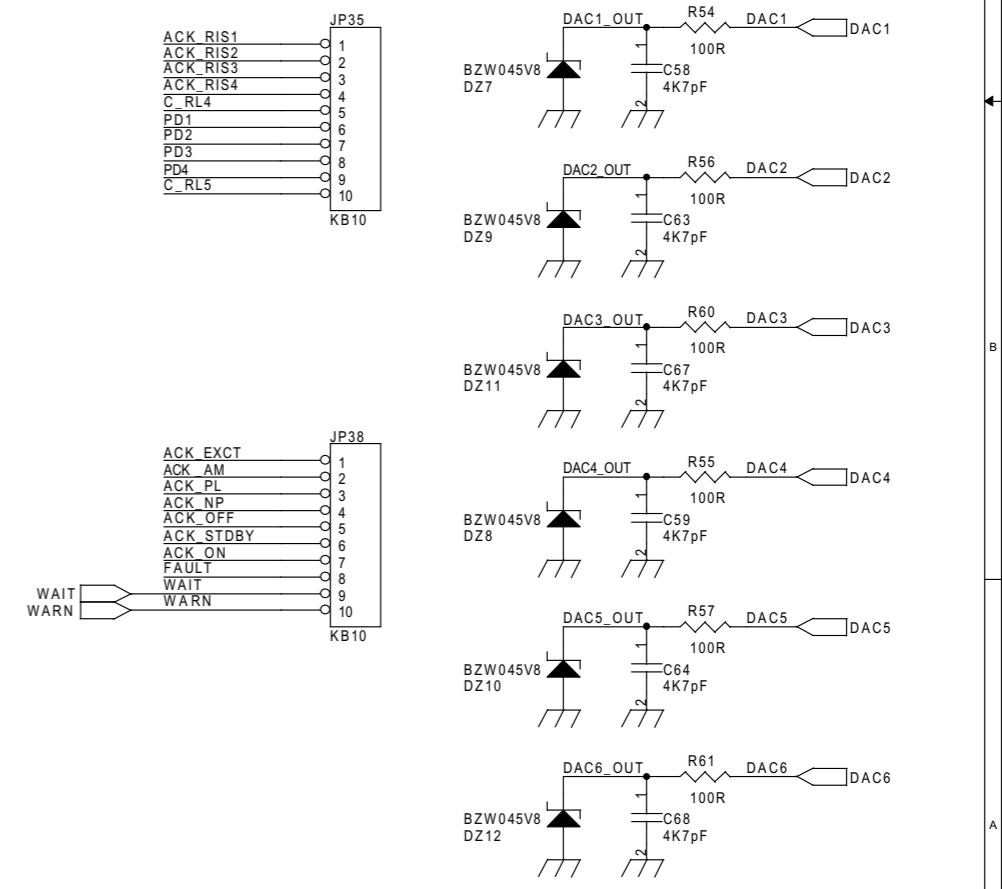 JP35
ACK_RIS1
1
ACK_RIS2
2
ACK_RIS3
3
ACK_RIS4
4
C_RL4
5
PD1
6
PD2
7
PD3
8
PD4
9
C_RL5
10
KB10
JP38
ACK_EXCT
1
ACK_AM
2
ACK_PL
3
ACK_NP
4
ACK_OFF
5
ACK_STDBY
6
ACK_ON
7
FAULT
8
WAIT WAIT
9
WARN WARN
10
KB10
DAC1_OUT R54 DAC1 DAC1
100R
1
BZW045V8 C58
DZ7 4K7pF
2
DAC2_OUT R56 DAC2 DAC2
100R
1
BZW045V8 C63
DZ9 4K7pF
2
DAC3_OUT R60 DAC3 DAC3
100R
1
BZW045V8 C67
DZ11 4K7pF
2
DAC4_OUT R55 DAC4 DAC4
100R
1
BZW045V8 C59
DZ8 4K7pF
2
DAC5_OUT R57 DAC5 DAC5
100R
1
BZW045V8 C64
DZ10 4K7pF
2
DAC6_OUT R61 DAC6 DAC6
100R
1
BZW045V8 C68
DZ12 4K7pF
2
B
A